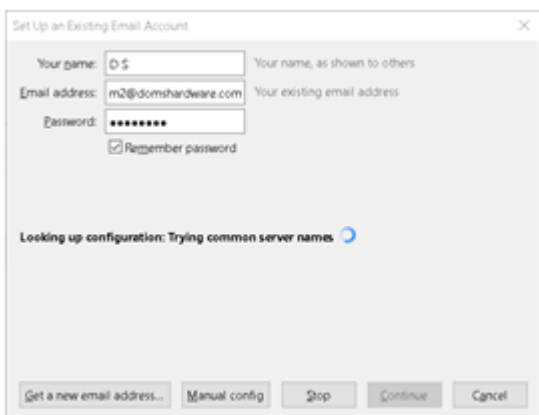 Set Up an Existing Email Account
Your name: D S Your name, as shown to others
Email address: m2@domshardware.com Your existing email address
Password: ••••••••
Remember password
Looking up configuration: Trying common server names
Get a new email address... Manual config Stop Continue Cancel